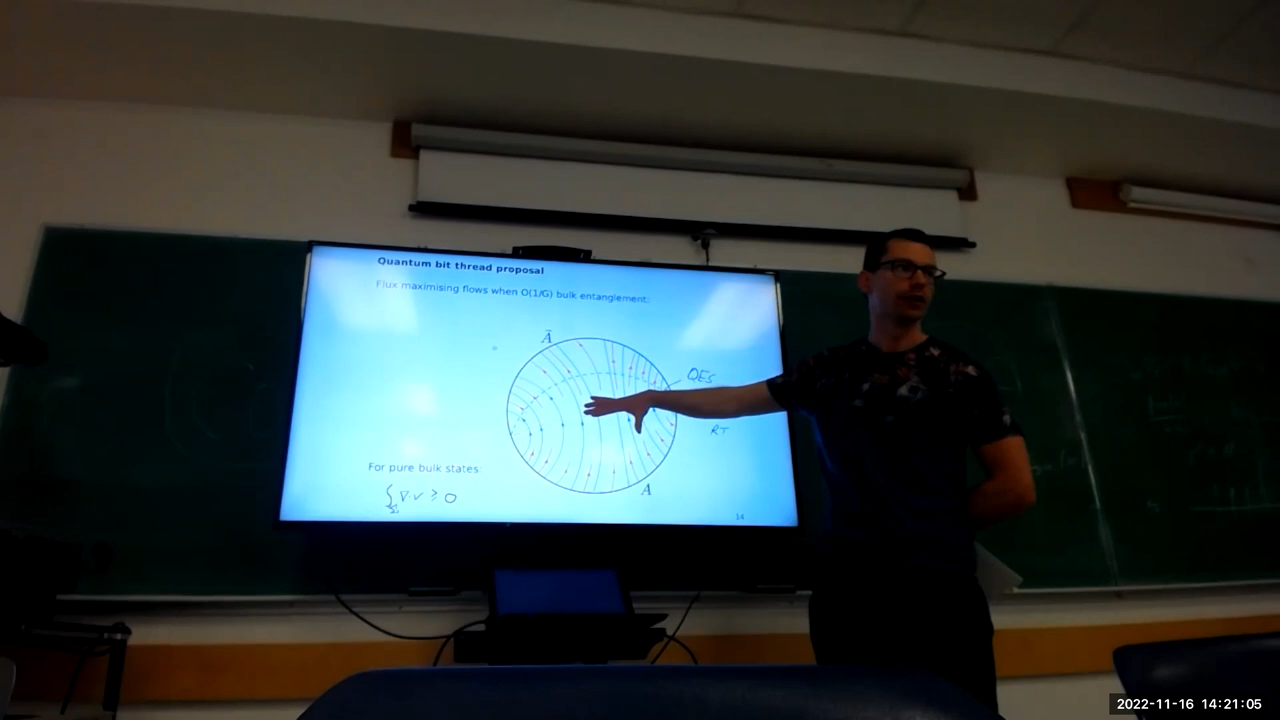 Quantum bit thread proposal
Flux maximising flows when O(1/G) bulk entanglement:
Ā
QES
RT
For pure bulk states:
∫_Σ ∇·v ≥ 0
A
14
2022-11-16 14:21:05